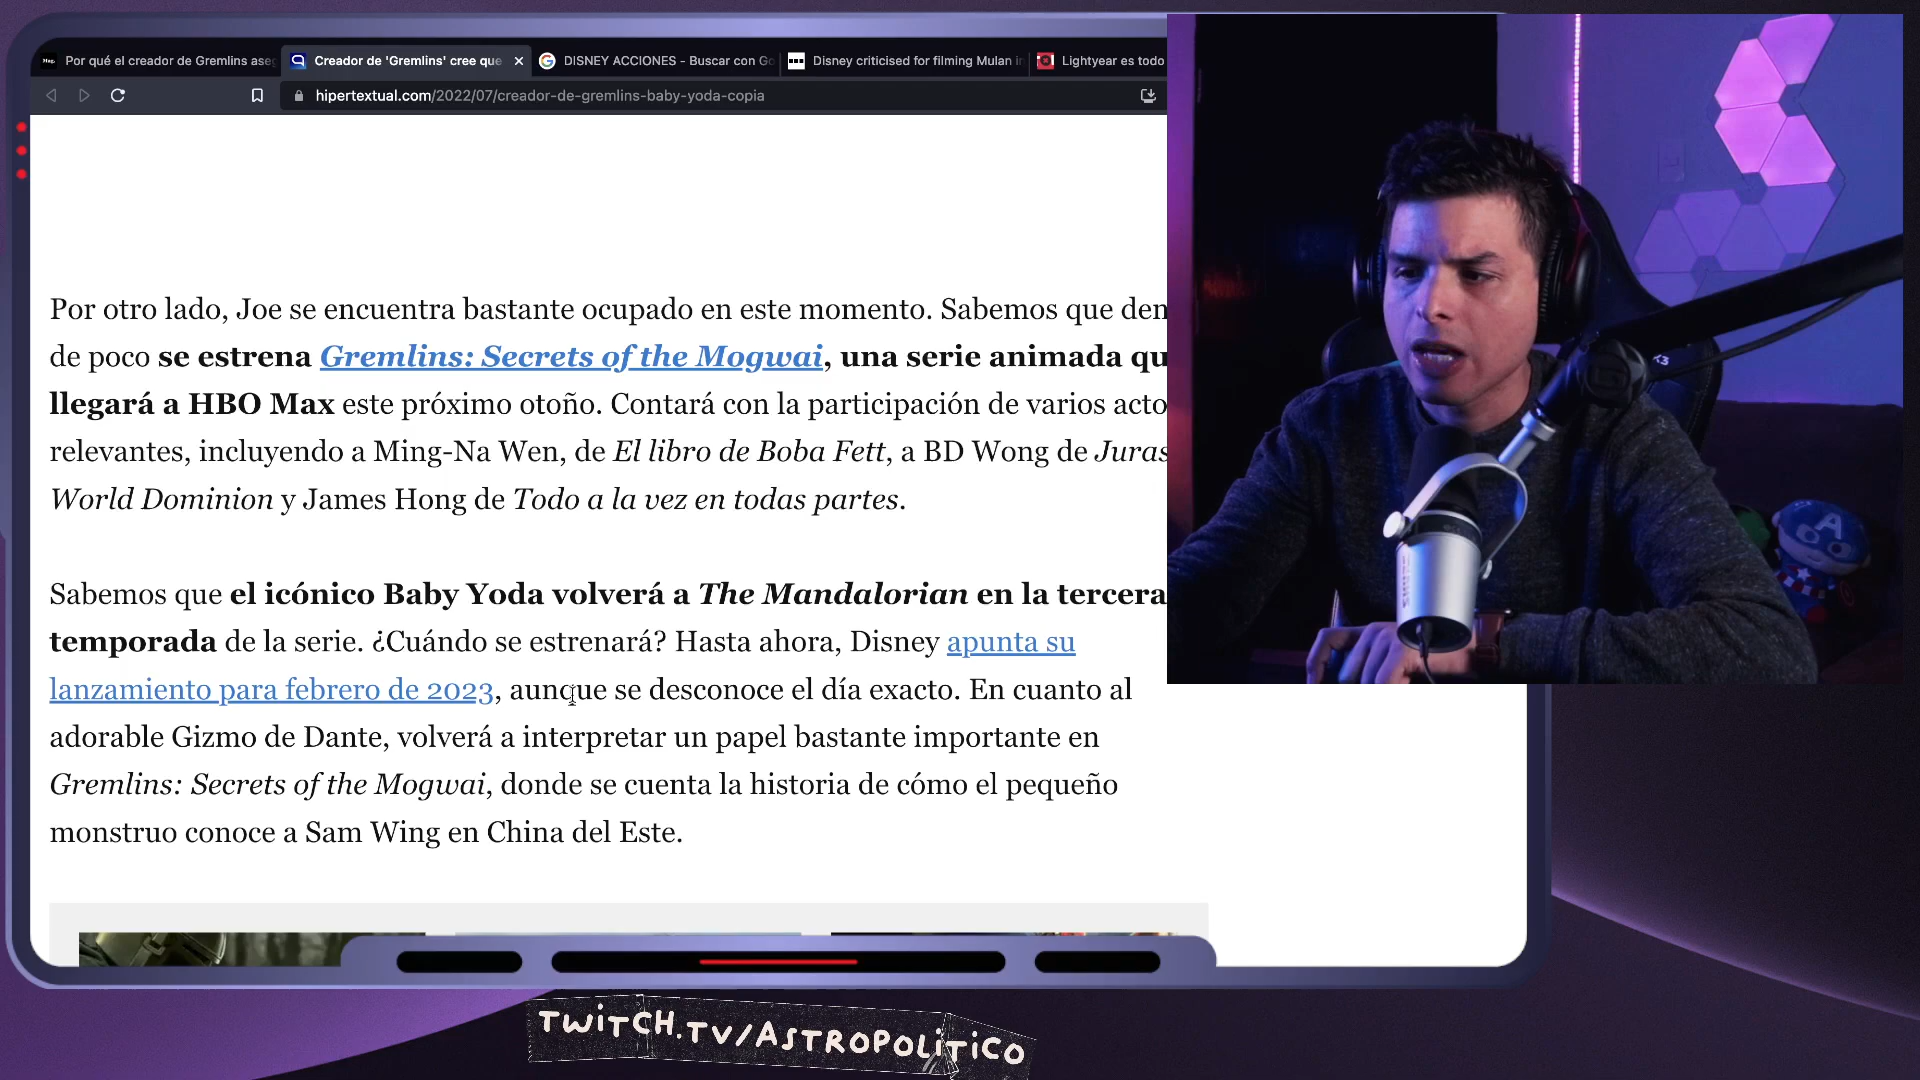 Por qué el creador de Gremlins ase
Creador de 'Gremlins' cree que
DISNEY ACCIONES - Buscar con Go
Disney criticised for filming Mulan in
Lightyear es todo
hipertextual.com/2022/07/creador-de-gremlins-baby-yoda-copia
Por otro lado, Joe se encuentra bastante ocupado en este momento. Sabemos que den
de poco se estrena Gremlins: Secrets of the Mogwai, una serie animada qu
llegará a HBO Max este próximo otoño. Contará con la participación de varios acto
relevantes, incluyendo a Ming-Na Wen, de El libro de Boba Fett, a BD Wong de Juras
World Dominion y James Hong de Todo a la vez en todas partes.
Sabemos que el icónico Baby Yoda volverá a The Mandalorian en la tercera
temporada de la serie. ¿Cuándo se estrenará? Hasta ahora, Disney apunta su
lanzamiento para febrero de 2023, aunque se desconoce el día exacto. En cuanto al
adorable Gizmo de Dante, volverá a interpretar un papel bastante importante en
Gremlins: Secrets of the Mogwai, donde se cuenta la historia de cómo el pequeño
monstruo conoce a Sam Wing en China del Este.
A
SHURE
TWITCH.TV/ASTROPOLITICO